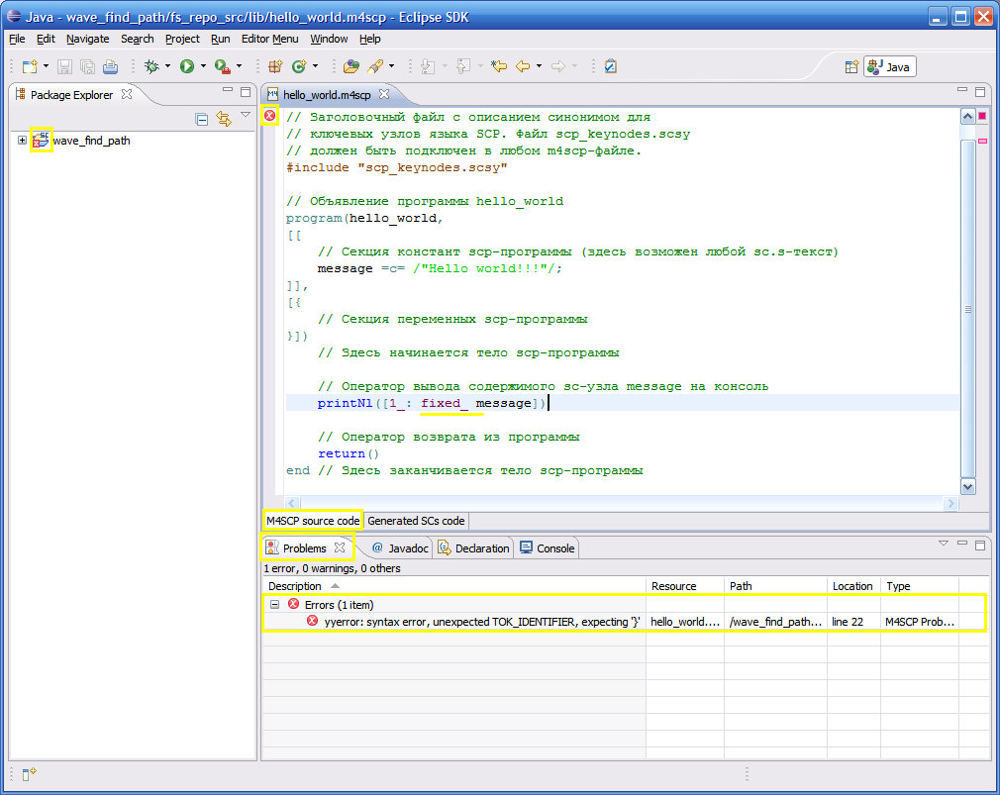 Java - wave_find_path/fs_repo_src/lib/hello_world.m4scp - Eclipse SDK
File Edit Navigate Search Project Run Editor Menu Window Help
Java
Package Explorer
wave_find_path
hello_world.m4scp
// Заголовочный файл с описанием синонимом для
// ключевых узлов языка SCP. Файл scp_keynodes.scsy
// должен быть подключен в любом m4scp-файле.
#include "scp_keynodes.scsy"
// Объявление программы hello_world
program(hello_world,
[[
// Секция констант scp-программы (здесь возможен любой sc.s-текст)
message =c= /"Hello world!!!"/;
]],
[{
// Секция переменных scp-программы
}])
// Здесь начинается тело scp-программы
// Оператор вывода содержимого sc-узла message на консоль
printNl([1_: fixed_ message])
// Оператор возврата из программы
return()
end // Здесь заканчивается тело scp-программы
M4SCP source code Generated SCs code
Problems Javadoc Declaration Console
1 error, 0 warnings, 0 others
Description Resource Path Location Type
Errors (1 item)
yyerror: syntax error, unexpected TOK_IDENTIFIER, expecting '}' hello_world.... /wave_find_path... line 22 M4SCP Prob...